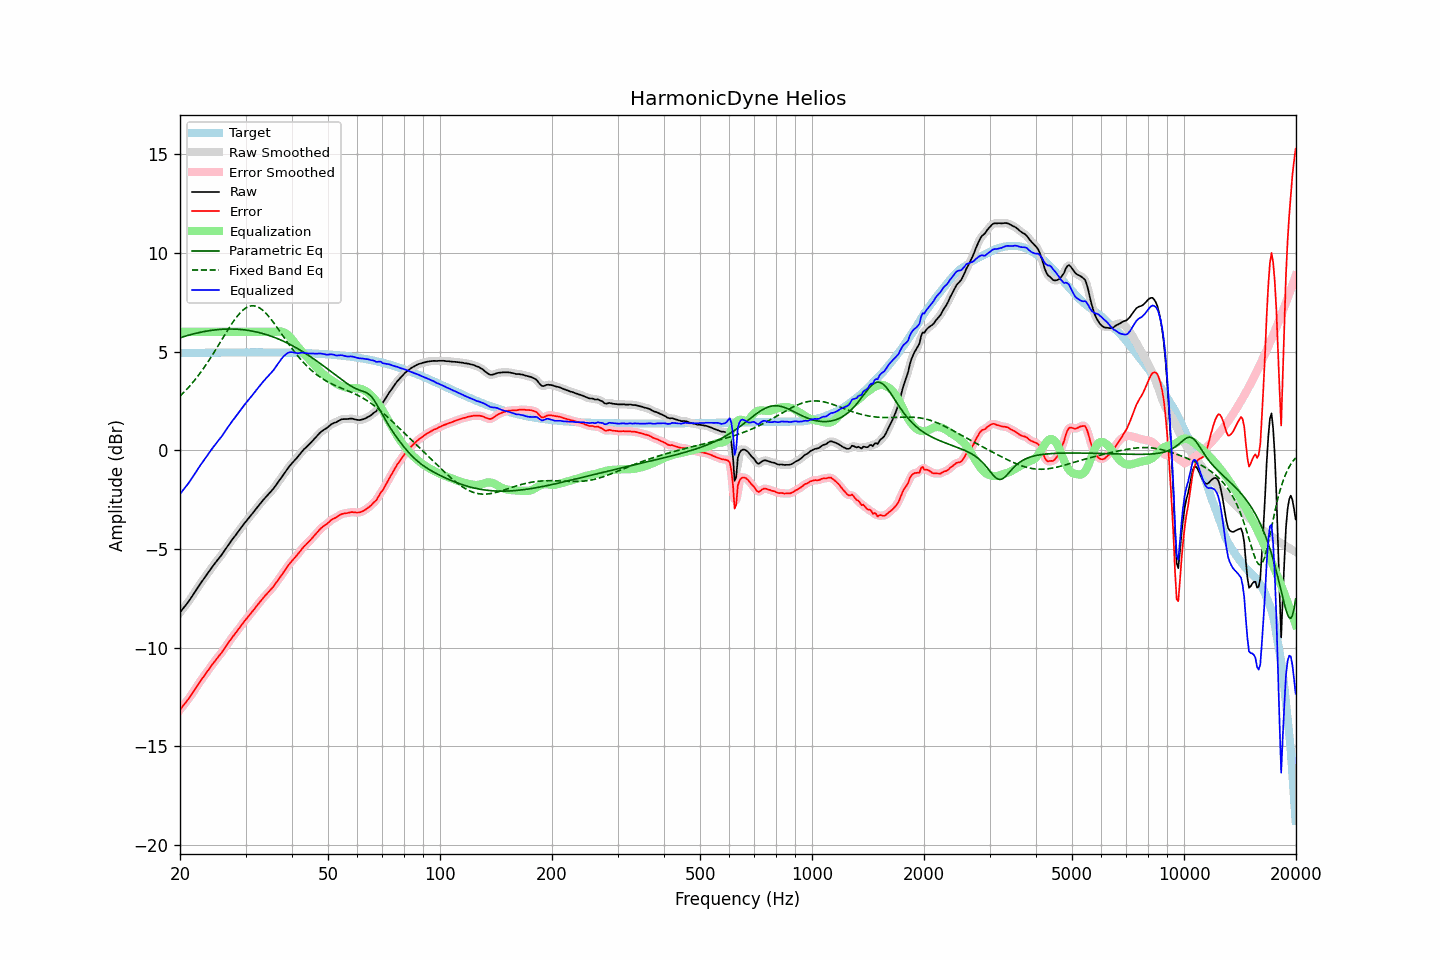 HarmonicDyne Helios
Target
Raw Smoothed
Error Smoothed
Raw
Error
Equalization
Parametric Eq
Fixed Band Eq
Equalized
Amplitude (dBr)
15
10
5
0
−5
−10
−15
−20
20 50 100 200 500 1000 2000 5000 10000 20000
Frequency (Hz)